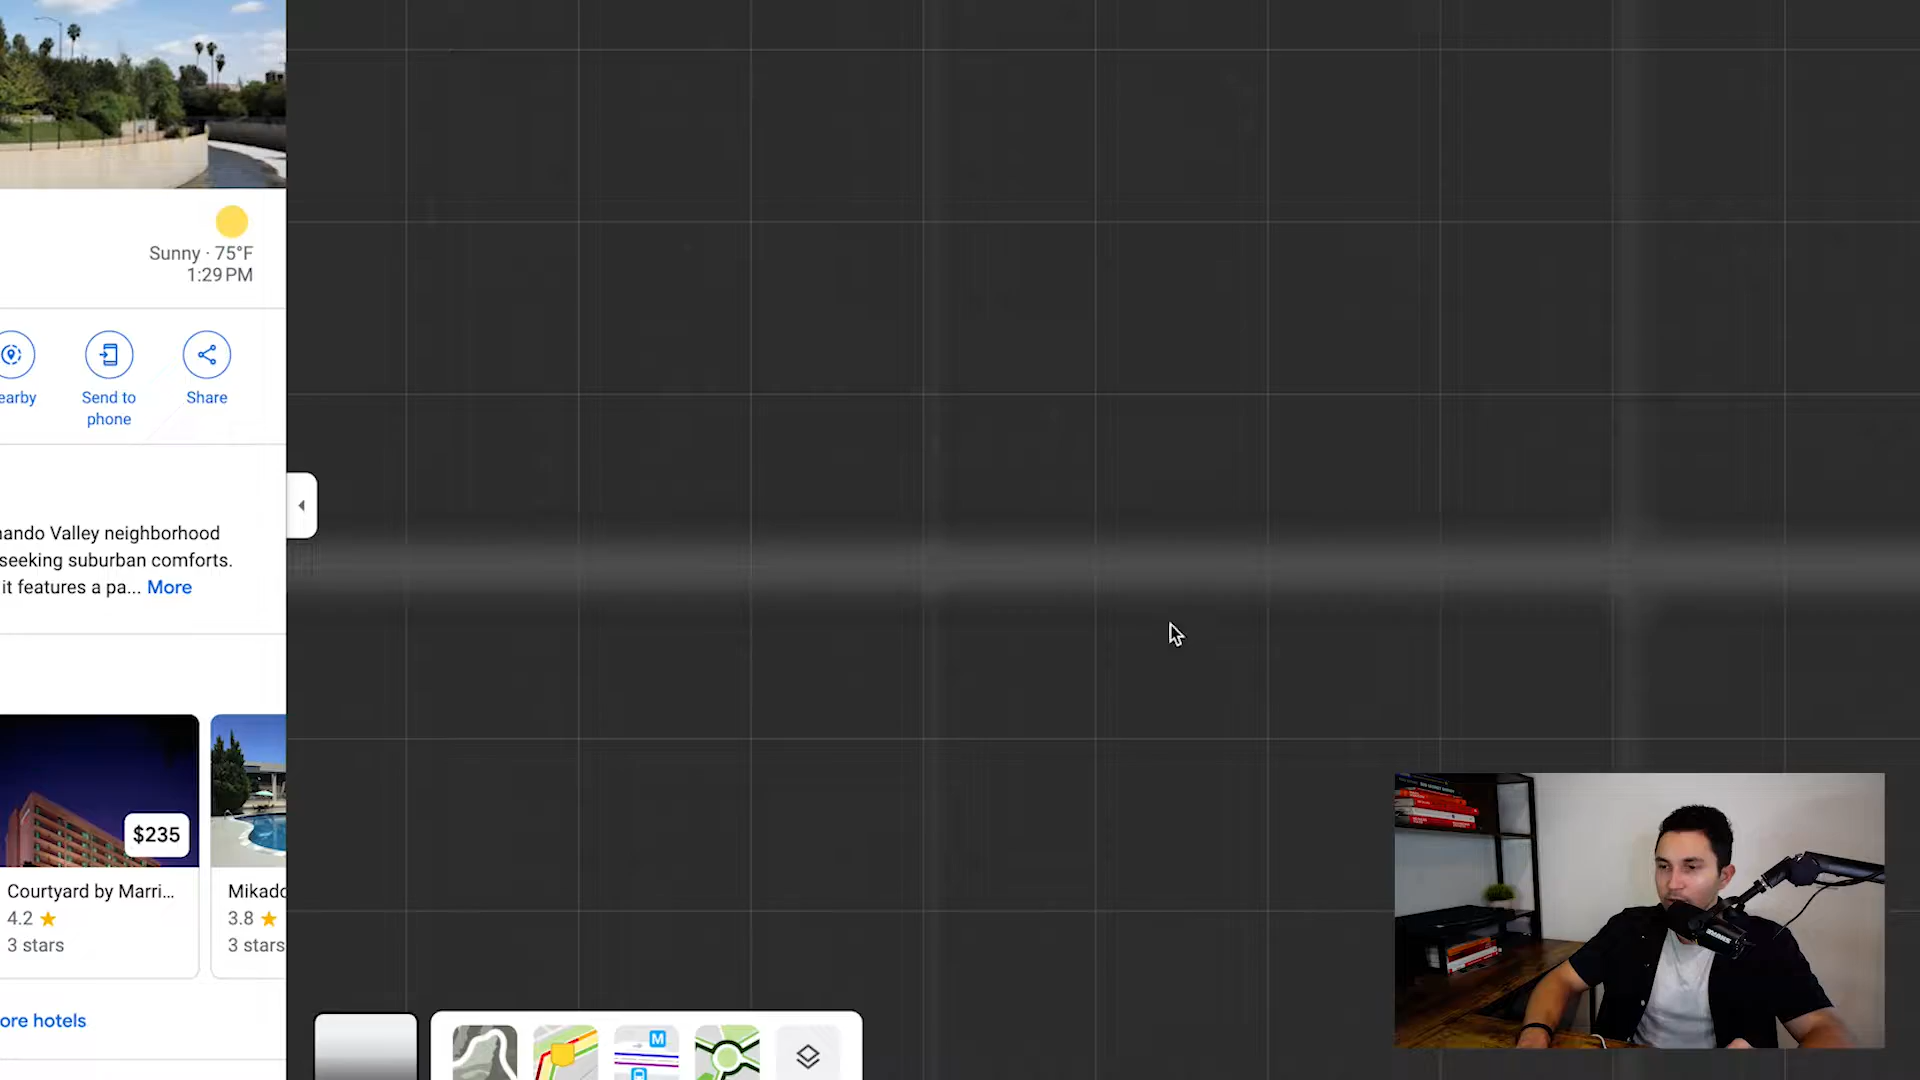 Sunny · 75°F
1:29 PM
earby
Send to
phone
Share
nando Valley neighborhood
seeking suburban comforts.
it features a pa... More
$235
Courtyard by Marri...
4.2
3 stars
Mikado
3.8
3 stars
ore hotels
M